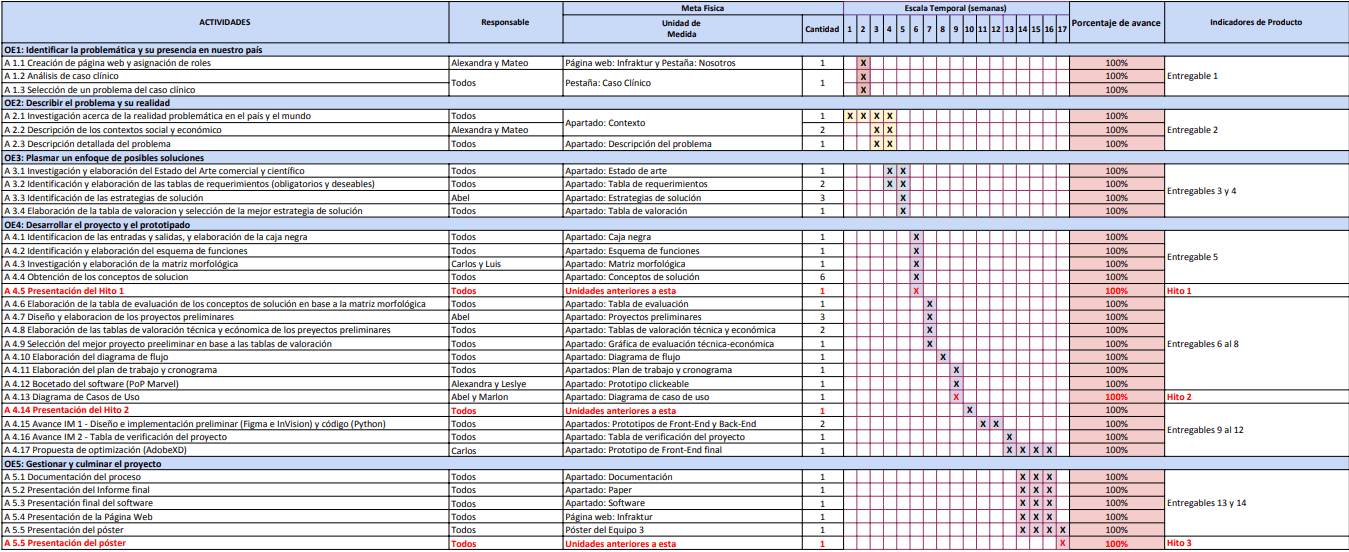 ACTIVIDADES Responsable Meta Fisica Escala Temporal (semanas) Porcentaje de avance Indicadores de Producto
Unidad de Medida Cantidad 1 2 3 4 5 6 7 8 9 10 11 12 13 14 15 16 17
OE1: Identificar la problemática y su presencia en nuestro país
A 1.1 Creación de página web y asignación de roles Alexandra y Mateo Página web: Infraktur y Pestaña: Nosotros 1 X 100% Entregable 1
A 1.2 Análisis de caso clínico Todos Pestaña: Caso Clínico 1 X 100%
A 1.3 Selección de un problema del caso clínico X 100%
OE2: Describir el problema y su realidad
A 2.1 Investigación acerca de la realidad problemática en el país y el mundo Todos Apartado: Contexto 1 X X X X 100% Entregable 2
A 2.2 Descripción de los contextos social y económico Alexandra y Mateo 2 X X 100%
A 2.3 Descripción detallada del problema Todos Apartado: Descripción del problema 1 X X 100%
OE3: Plasmar un enfoque de posibles soluciones
A 3.1 Investigación y elaboración del Estado del Arte comercial y científico Todos Apartado: Estado de arte 1 X X 100% Entregables 3 y 4
A 3.2 Identificación y elaboración de las tablas de requerimientos (obligatorios y deseables) Todos Apartado: Tabla de requerimientos 2 X X 100%
A 3.3 Identificación de las estrategias de solución Abel Apartado: Estrategias de solución 3 X 100%
A 3.4 Elaboración de la tabla de valoracion y selección de la mejor estrategia de solución Todos Apartado: Tabla de valoración 1 X 100%
OE4: Desarrollar el proyecto y el prototipado
A 4.1 Identificacion de las entradas y salidas, y elaboración de la caja negra Todos Apartado: Caja negra 1 X 100% Entregable 5
A 4.2 Identificación y elaboración del esquema de funciones Todos Apartado: Esquema de funciones 1 X 100%
A 4.3 Investigación y elaboración de la matriz morfológica Carlos y Luis Apartado: Matriz morfológica 1 X 100%
A 4.4 Obtención de los conceptos de solucion Todos Apartado: Conceptos de solución 6 X 100%
A 4.5 Presentación del Hito 1 Todos Unidades anteriores a esta 1 X 100% Hito 1
A 4.6 Elaboración de la tabla de evaluación de los conceptos de solución en base a la matriz morfológica Todos Apartado: Tabla de evaluación 1 X 100% Entregables 6 al 8
A 4.7 Diseño y elaboracion de los proyectos preliminares Abel Apartado: Proyectos preliminares 3 X 100%
A 4.8 Elaboración de las tablas de valoración técnica y ecónomica de los preyectos preliminares Todos Apartado: Tablas de valoración técnica y económica 2 X 100%
A 4.9 Selección del mejor proyecto preeliminar en base a las tablas de valoración Todos Apartado: Gráfica de evaluación técnica-económica 1 X 100%
A 4.10 Elaboración del diagrama de flujo Todos Apartado: Diagrama de flujo 1 X 100%
A 4.11 Elaboración del plan de trabajo y cronograma Todos Apartados: Plan de trabajo y cronograma 1 X 100%
A 4.12 Bocetado del software (PoP Marvel) Alexandra y Leslye Apartado: Prototipo clickeable 1 X 100%
A 4.13 Diagrama de Casos de Uso Abel y Marlon Apartado: Diagrama de caso de uso 1 X 100% Hito 2
A 4.14 Presentación del Hito 2 Todos Unidades anteriores a esta 1 X 100% Entregables 9 al 12
A 4.15 Avance IM 1 - Diseño e implementación preliminar (Figma e InVision) y código (Python) Todos Apartados: Prototipos de Front-End y Back-End 2 X X 100%
A 4.16 Avance IM 2 - Tabla de verificación del proyecto Todos Apartado: Tabla de verificación del proyecto 1 X 100%
A 4.17 Propuesta de optimización (AdobeXD) Carlos Apartado: Prototipo de Front-End final 1 X X X X 100%
OE5: Gestionar y culminar el proyecto
A 5.1 Documentación del proceso Todos Apartado: Documentación 1 X X X 100% Entregables 13 y 14
A 5.2 Presentación del Informe final Todos Apartado: Paper 1 X X X 100%
A 5.3 Presentación final del software Todos Apartado: Software 1 X X X 100%
A 5.4 Presentación de la Página Web Todos Página web: Infraktur 1 X X X 100%
A 5.5 Presentación del póster Todos Póster del Equipo 3 1 X X X X 100%
A 5.5 Presentación del póster Todos Unidades anteriores a esta 1 X 100% Hito 3